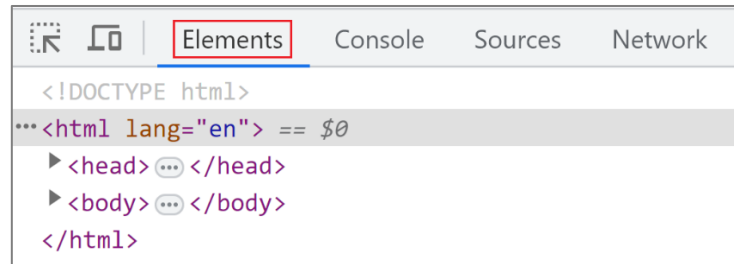 Elements Console Sources Network
<!DOCTYPE html>
···<html lang="en"> == $0
<head> ··· </head>
<body> ··· </body>
</html>